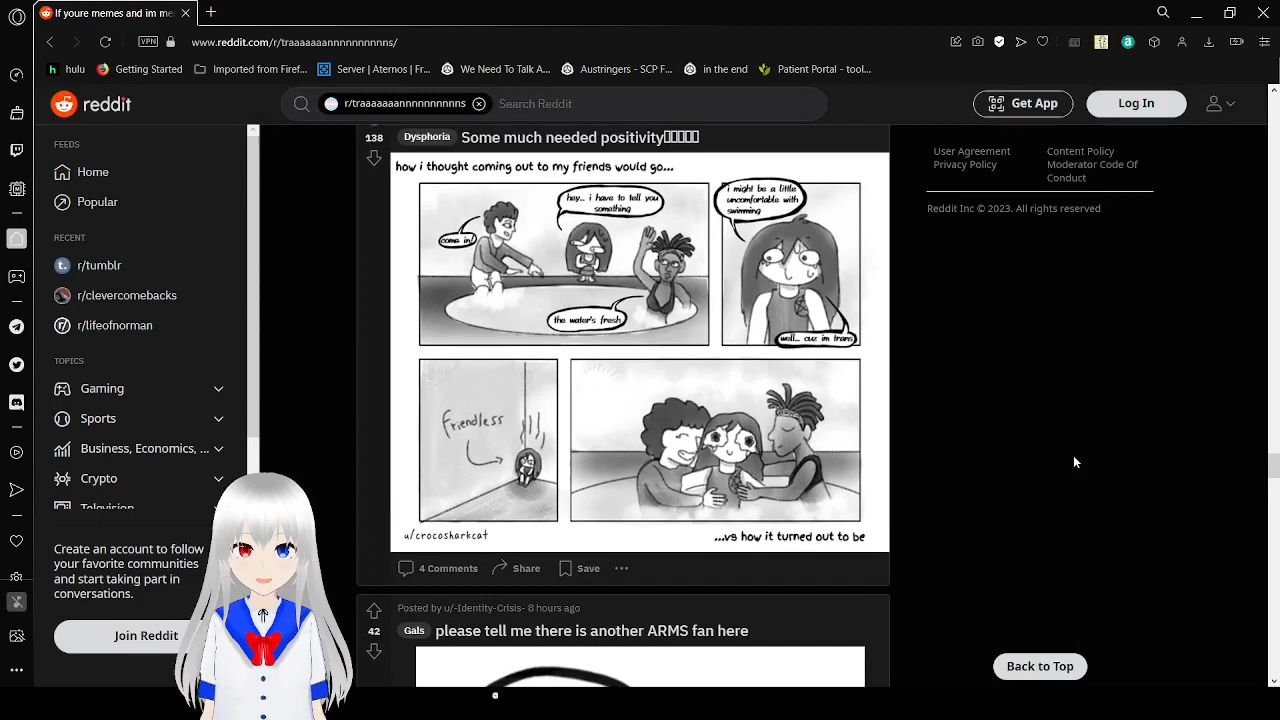 If youre memes and in me
VPN
www.reddit.com/r/traaaaaaannnnnnnnnns/
hulu
Getting Started
Imported from Firef...
Server | Aternos | Fr...
We Need To Talk A...
Austringers - SCP F...
in the end
Patient Portal - tool...
reddit
r/traaaaaaannnnnnnnnns
Search Reddit
Get App
Log In
FEEDS
Home
Popular
RECENT
r/tumblr
r/clevercomebacks
r/lifeofnorman
TOPICS
Gaming
Sports
Business, Economics, ...
Crypto
Television
Create an account to follow
your favorite communities
and start taking part in
conversations.
Join Reddit
138
Dysphoria
Some much needed positivity
how i thought coming out to my friends would go...
come in!
hey... i have to tell you
something
the water's fresh
i might be a little
uncomfortable with
swimming
well... cuz im trans
Friendless
u/crocosharkcat
...vs how it turned out to be
4 Comments
Share
Save
Posted by u/-Identity-Crisis- 8 hours ago
42
Gals
please tell me there is another ARMS fan here
User Agreement
Privacy Policy
Content Policy
Moderator Code Of
Conduct
Reddit Inc © 2023. All rights reserved
Back to Top